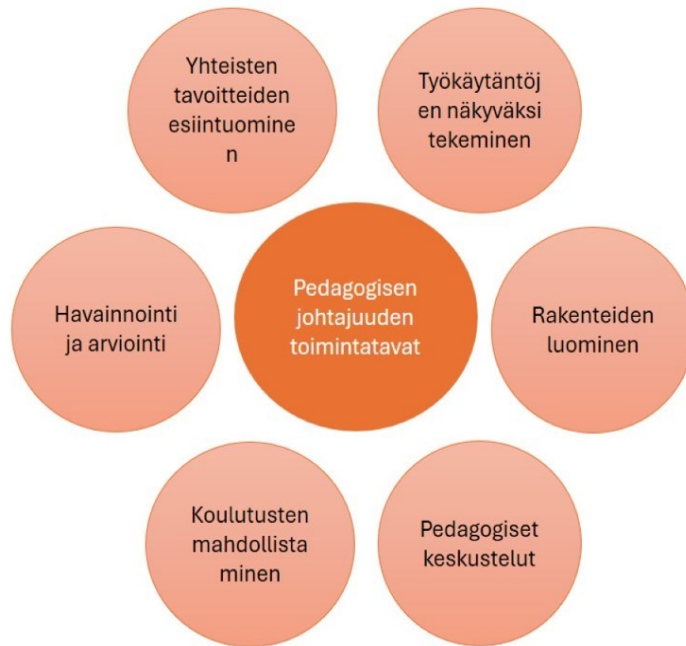 Yhteisten
tavoitteiden
esiintuomine
n
Työkäytäntöj
en näkyväksi
tekeminen
Havainnointi
ja arviointi
Pedagogisen
johtajuuden
toimintatavat
Rakenteiden
luominen
Koulutusten
mahdollista
minen
Pedagogiset
keskustelut